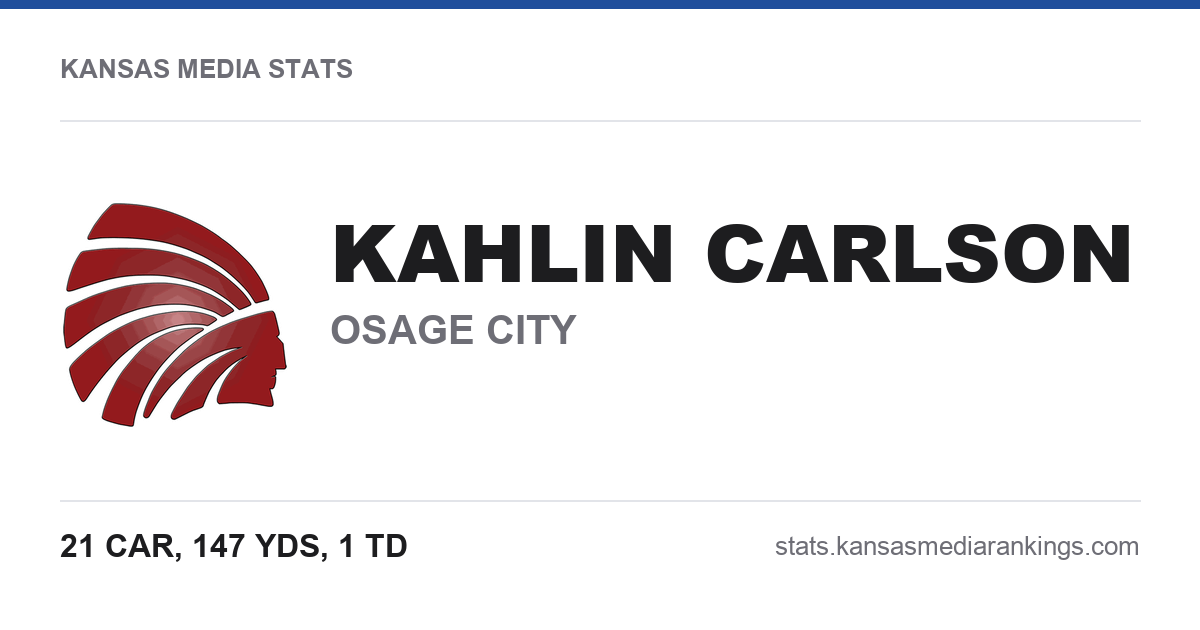 KANSAS MEDIA STATS
KAHLIN CARLSON
OSAGE CITY
21 CAR, 147 YDS, 1 TD
stats.kansasmediarankings.com